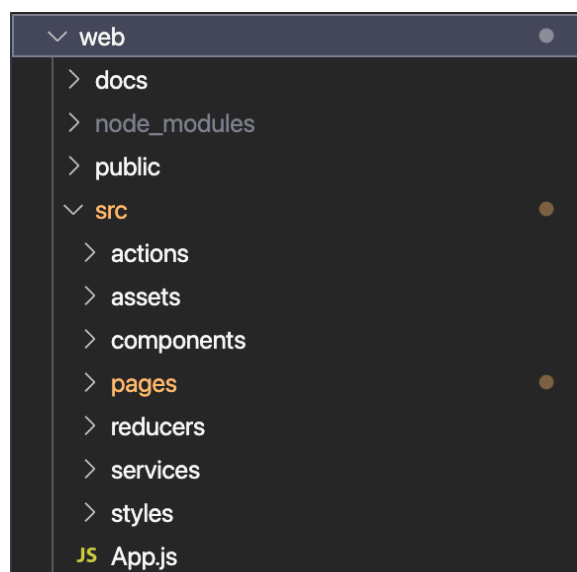 web
docs
node_modules
public
src
actions
assets
components
pages
reducers
services
styles
JS App.js